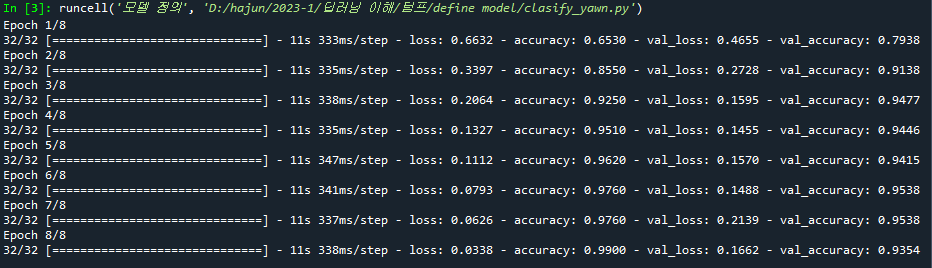 In [3]: runcell('모델 정의', 'D:/hajun/2023-1/딥러닝 이해/텀프/define model/clasify_yawn.py')
Epoch 1/8
32/32 [==============================] - 11s 333ms/step - loss: 0.6632 - accuracy: 0.6530 - val_loss: 0.4655 - val_accuracy: 0.7938
Epoch 2/8
32/32 [==============================] - 11s 335ms/step - loss: 0.3397 - accuracy: 0.8550 - val_loss: 0.2728 - val_accuracy: 0.9138
Epoch 3/8
32/32 [==============================] - 11s 338ms/step - loss: 0.2064 - accuracy: 0.9250 - val_loss: 0.1595 - val_accuracy: 0.9477
Epoch 4/8
32/32 [==============================] - 11s 335ms/step - loss: 0.1327 - accuracy: 0.9510 - val_loss: 0.1455 - val_accuracy: 0.9446
Epoch 5/8
32/32 [==============================] - 11s 347ms/step - loss: 0.1112 - accuracy: 0.9620 - val_loss: 0.1570 - val_accuracy: 0.9415
Epoch 6/8
32/32 [==============================] - 11s 341ms/step - loss: 0.0793 - accuracy: 0.9760 - val_loss: 0.1488 - val_accuracy: 0.9538
Epoch 7/8
32/32 [==============================] - 11s 337ms/step - loss: 0.0626 - accuracy: 0.9760 - val_loss: 0.2139 - val_accuracy: 0.9538
Epoch 8/8
32/32 [==============================] - 11s 338ms/step - loss: 0.0338 - accuracy: 0.9900 - val_loss: 0.1662 - val_accuracy: 0.9354